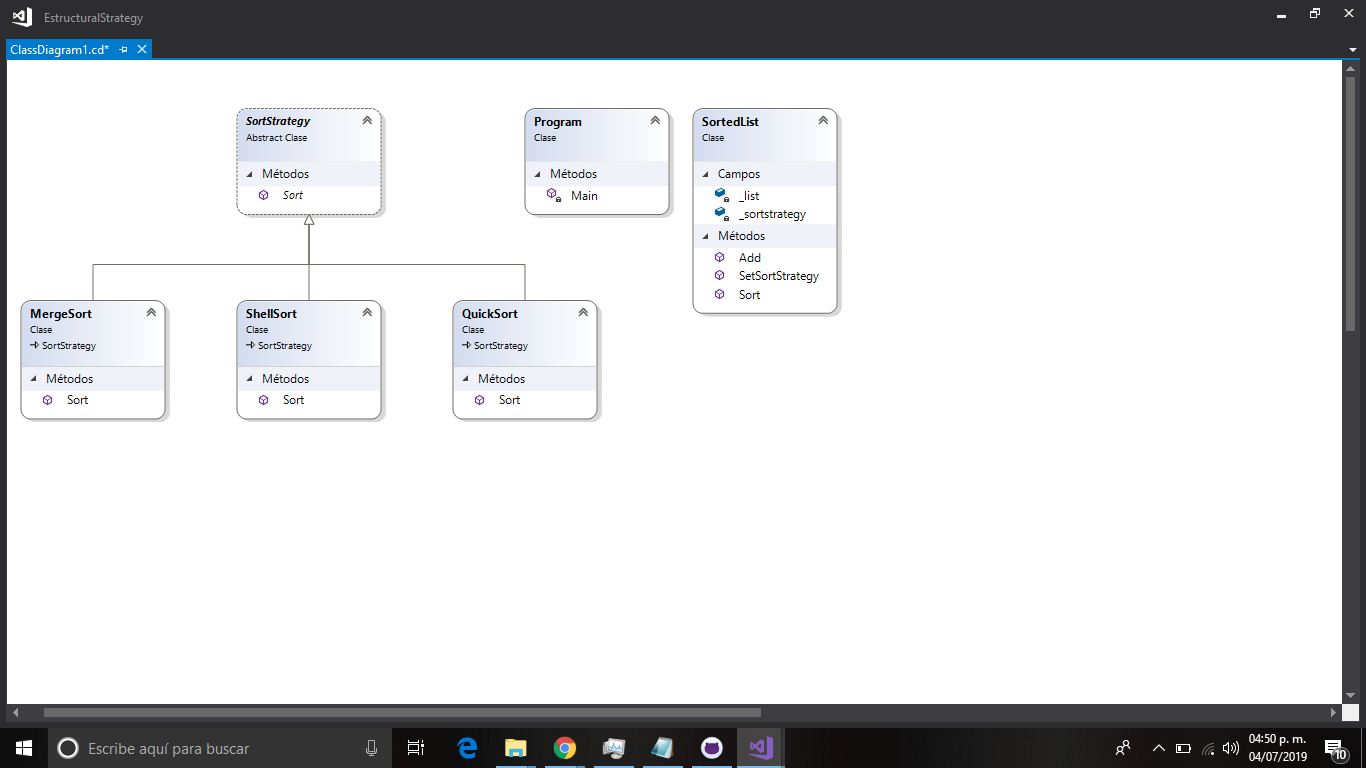 EstructuralStrategy
ClassDiagram1.cd*
SortStrategy
Abstract Clase
Métodos
Sort
Program
Clase
Métodos
Main
SortedList
Clase
Campos
_list
_sortstrategy
Métodos
Add
SetSortStrategy
Sort
MergeSort
Clase
SortStrategy
Métodos
Sort
ShellSort
Clase
SortStrategy
Métodos
Sort
QuickSort
Clase
SortStrategy
Métodos
Sort
Escribe aquí para buscar
04:50 p. m.
04/07/2019
10